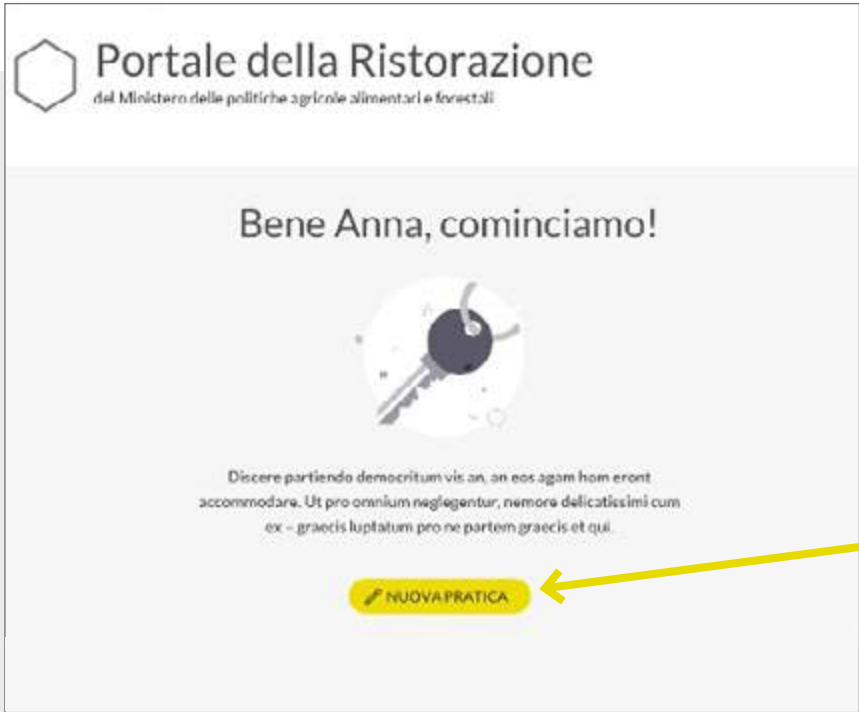 Portale della Ristorazione
del Ministero delle politiche agricole alimentari e forestali
Bene Anna, cominciamo!
Discere partiendo democritum vis an, an eos agam hom eront
accommodare. Ut pro omnium neglegentur, nemore delicatissimi cum
ex – graecis luptatum pro ne partem graecis et qui.
NUOVA PRATICA